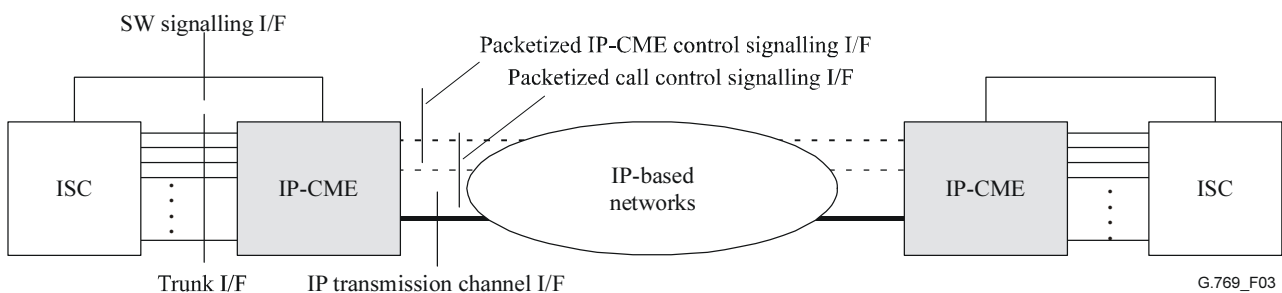 SW signalling I/F
Packetized IP-CME control signalling I/F
Packetized call control signalling I/F
ISC
IP-CME
IP-based
networks
IP-CME
ISC
Trunk I/F
IP transmission channel I/F
G.769_F03